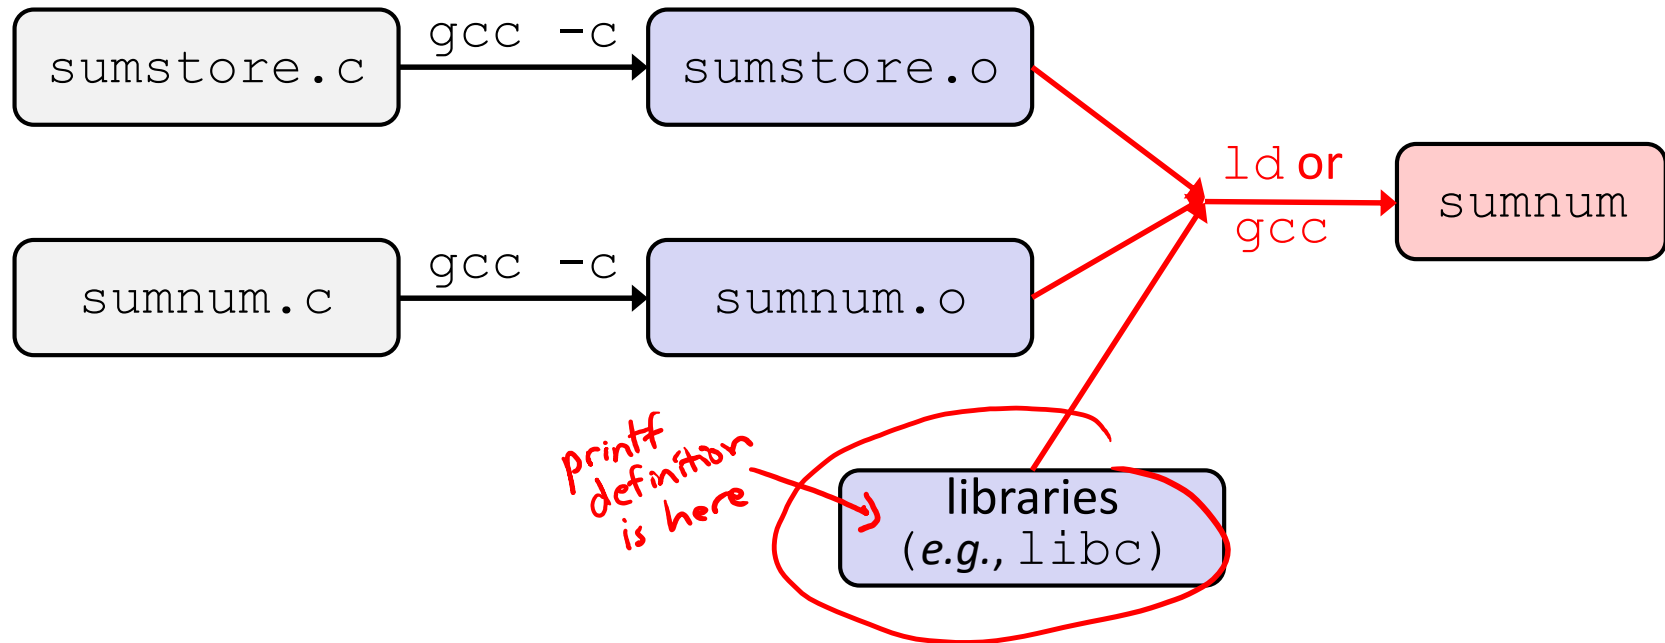 sumstore.c
gcc -c
sumstore.o
ld or
gcc
sumnum
sumnum.c
gcc -c
sumnum.o
printf
definition
is here
libraries
(e.g., libc)